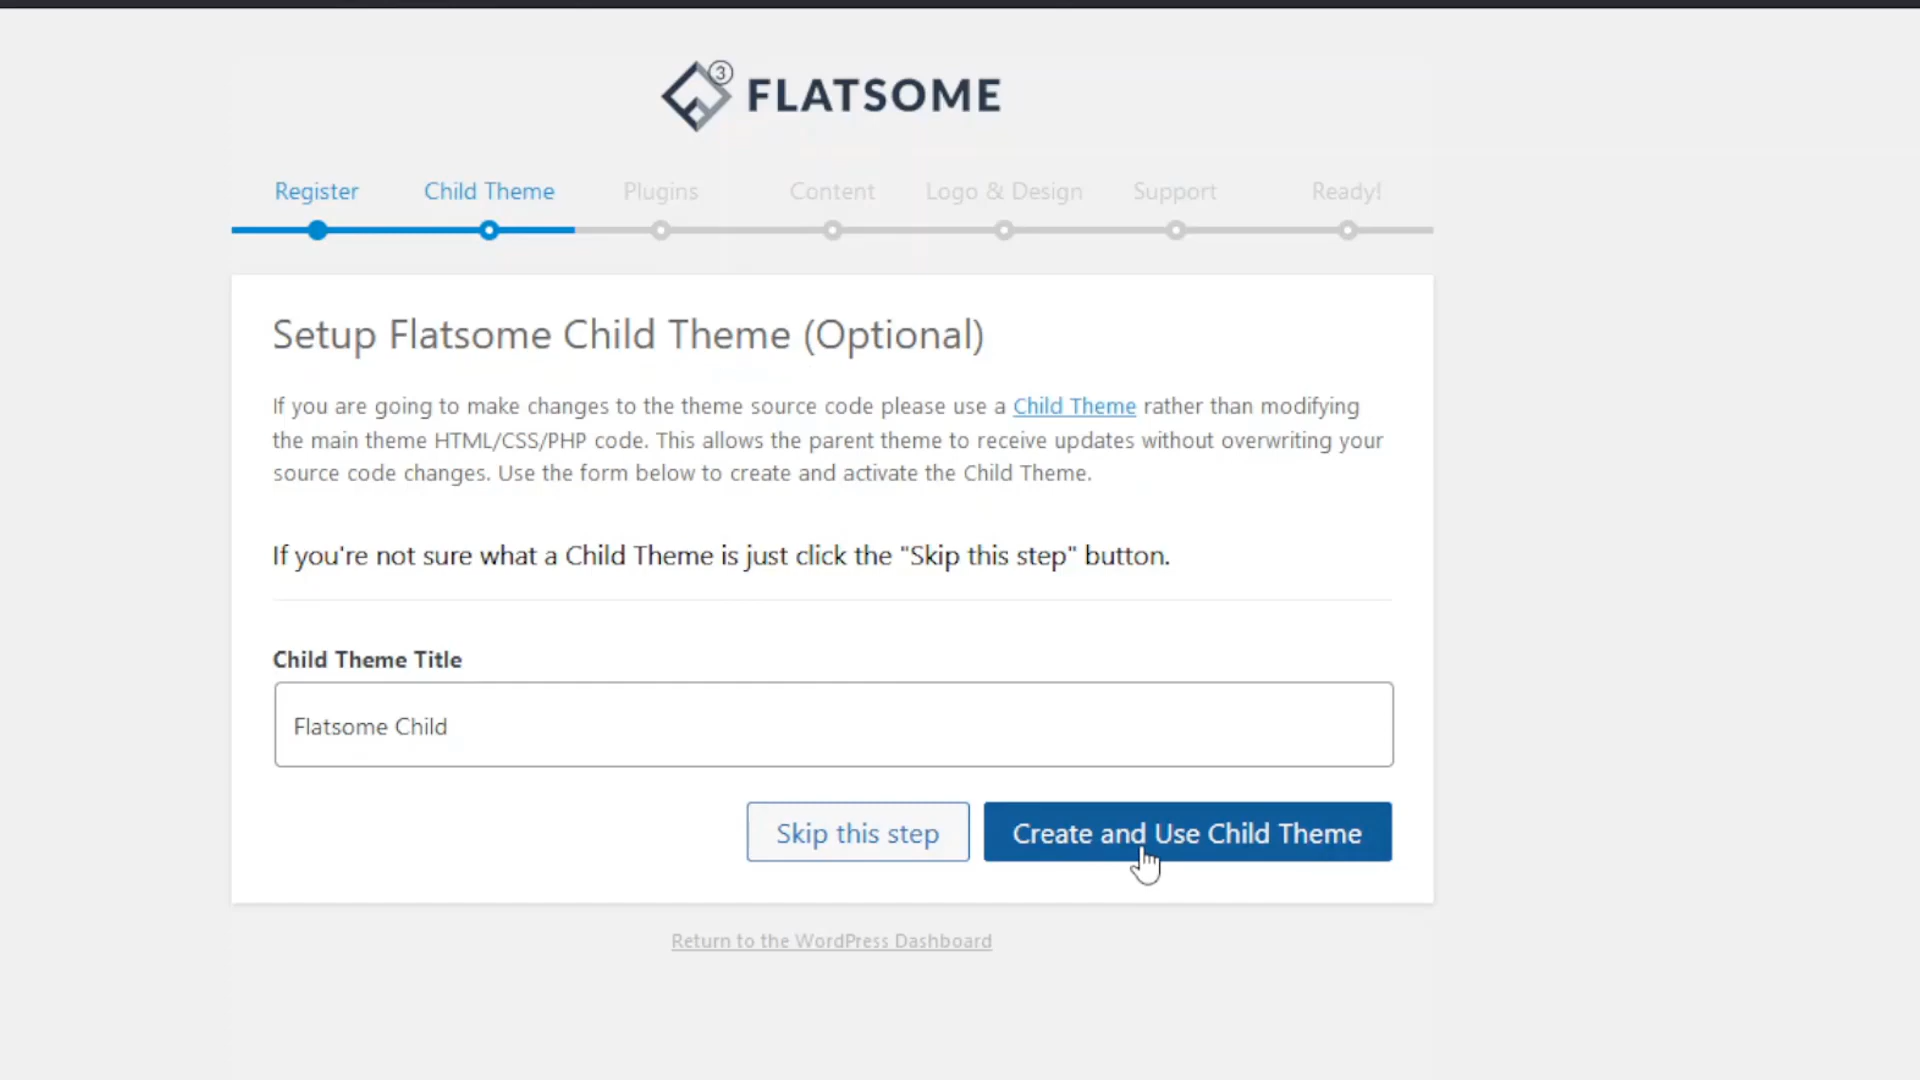 3
FLATSOME
Register Child Theme Plugins Content Logo & Design Support Ready!
Setup Flatsome Child Theme (Optional)
If you are going to make changes to the theme source code please use a Child Theme rather than modifying
the main theme HTML/CSS/PHP code. This allows the parent theme to receive updates without overwriting your
source code changes. Use the form below to create and activate the Child Theme.
If you're not sure what a Child Theme is just click the "Skip this step" button.
Child Theme Title
Flatsome Child
Skip this step Create and Use Child Theme
Return to the WordPress Dashboard